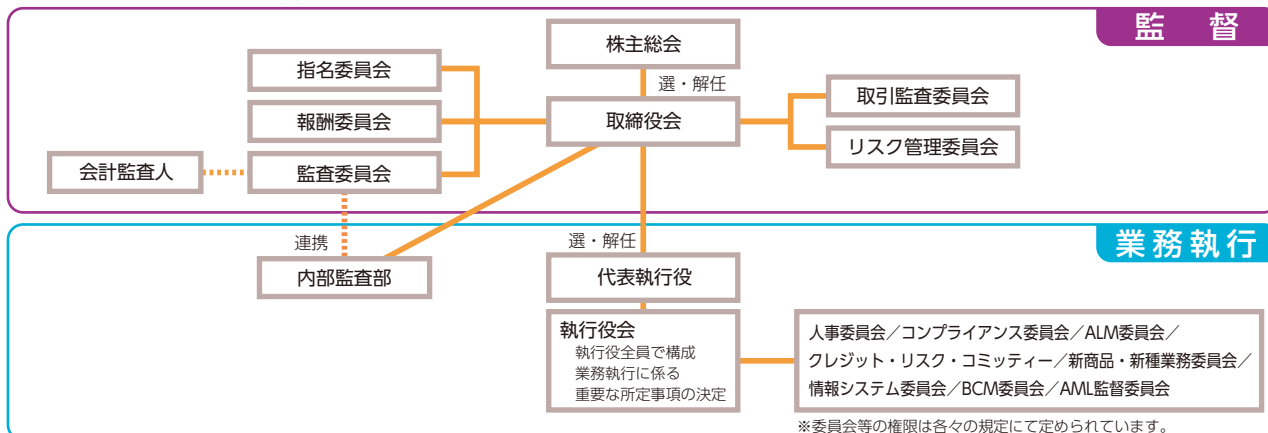 監 督
株主総会
指名委員会
選・解任
取引監査委員会
報酬委員会
取締役会
リスク管理委員会
会計監査人
監査委員会
業務執行
連携
選・解任
内部監査部
代表執行役
執行役会
執行役全員で構成
業務執行に係る
重要な所定事項の決定
人事委員会／コンプライアンス委員会／ALM委員会／
クレジット・リスク・コミッティー／新商品・新種業務委員会／
情報システム委員会／BCM委員会／AML監督委員会
※委員会等の権限は各々の規定にて定められています。